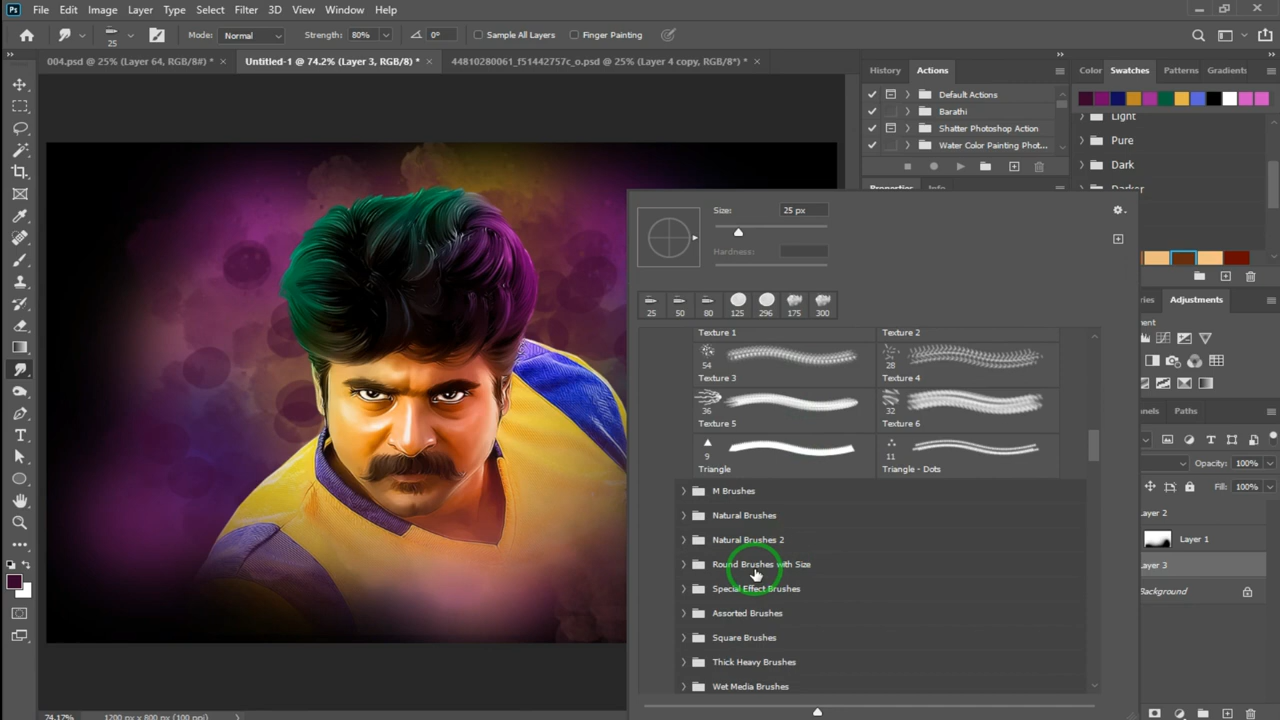 Ps File Edit Image Layer Type Select Filter 3D View Window Help
25 Mode: Normal Strength: 80% 0° Sample All Layers Finger Painting
004.psd @ 25% (Layer 64, RGB/8#) * × Untitled-1 @ 74.2% (Layer 3, RGB/8) * × 44810280061_f51442757c_o.psd @ 25% (Layer 4 copy, RGB/8*) * ×
History Actions
Default Actions
Barathi
Shatter Photoshop Action
Water Color Painting Phot...
Properties Info
Color Swatches Patterns Gradients
Light
Pure
Dark
Darker
Size: 25 px
Hardness:
25 50 80 125 296 175 300
Texture 1 Texture 2
54 28
Texture 3 Texture 4
36 32
Texture 5 Texture 6
9 11
Triangle Triangle - Dots
M Brushes
Natural Brushes
Natural Brushes 2
Round Brushes with Size
Special Effect Brushes
Assorted Brushes
Square Brushes
Thick Heavy Brushes
Wet Media Brushes
ries Adjustments
ment
nels Paths
Opacity: 100%
Fill: 100%
ayer 2
Layer 1
ayer 3
Background
74.17% 1200 px x 800 px (100 ppi)